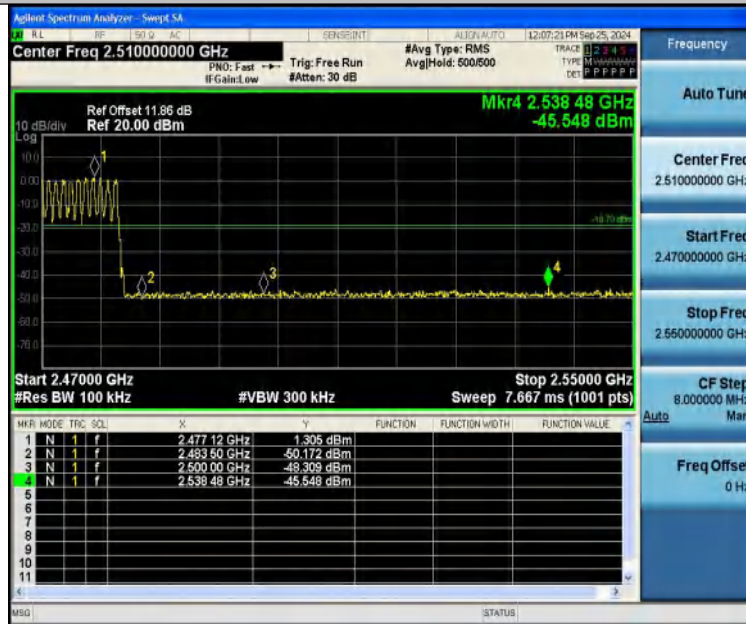 Agilent Spectrum Analyzer - Swept SA
RL RF 50 Ω AC SENSE:INT ALIGN AUTO 12:07:21 PM Sep 25, 2024
Center Freq 2.510000000 GHz
PNO: Fast
IFGain:Low
Trig: Free Run
#Atten: 30 dB
#Avg Type: RMS
Avg|Hold: 500/500
TRACE 1 2 3 4 5
TYPE M
DET P P P P P P
Ref Offset 11.86 dB
10 dB/div Ref 20.00 dBm
Log
Mkr4 2.538 48 GHz
-45.548 dBm
10.0
0.00
-10.0
-20.0
-30.0
-40.0
-50.0
-60.0
-70.0
1
2
3
4
Start 2.47000 GHz Stop 2.55000 GHz
#Res BW 100 kHz #VBW 300 kHz Sweep 7.667 ms (1001 pts)
MKR MODE TRC SCL X Y FUNCTION FUNCTION WIDTH FUNCTION VALUE
1 N 1 f 2.477 12 GHz 1.305 dBm
2 N 1 f 2.483 50 GHz -50.172 dBm
3 N 1 f 2.500 00 GHz -48.309 dBm
4 N 1 f 2.538 48 GHz -45.548 dBm
5
6
7
8
9
10
11
MSG STATUS
Frequency
Auto Tune
Center Freq
2.510000000 GHz
Start Freq
2.470000000 GHz
Stop Freq
2.550000000 GHz
CF Step
8.000000 MHz
Auto Man
Freq Offset
0 Hz